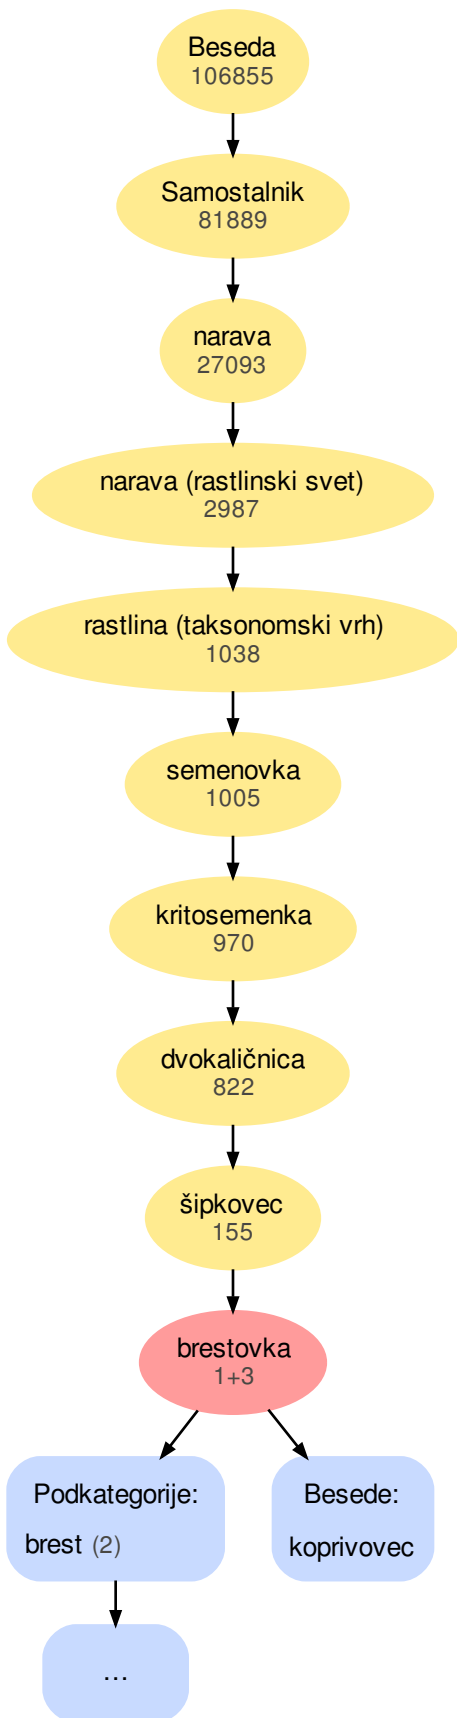 Beseda
106855
Samostalnik
81889
narava
27093
narava (rastlinski svet)
2987
rastlina (taksonomski vrh)
1038
semenovka
1005
kritosemenka
970
dvokaličnica
822
šipkovec
155
brestovka
1+3
Podkategorije:
brest (2)
Besede:
koprivovec
...